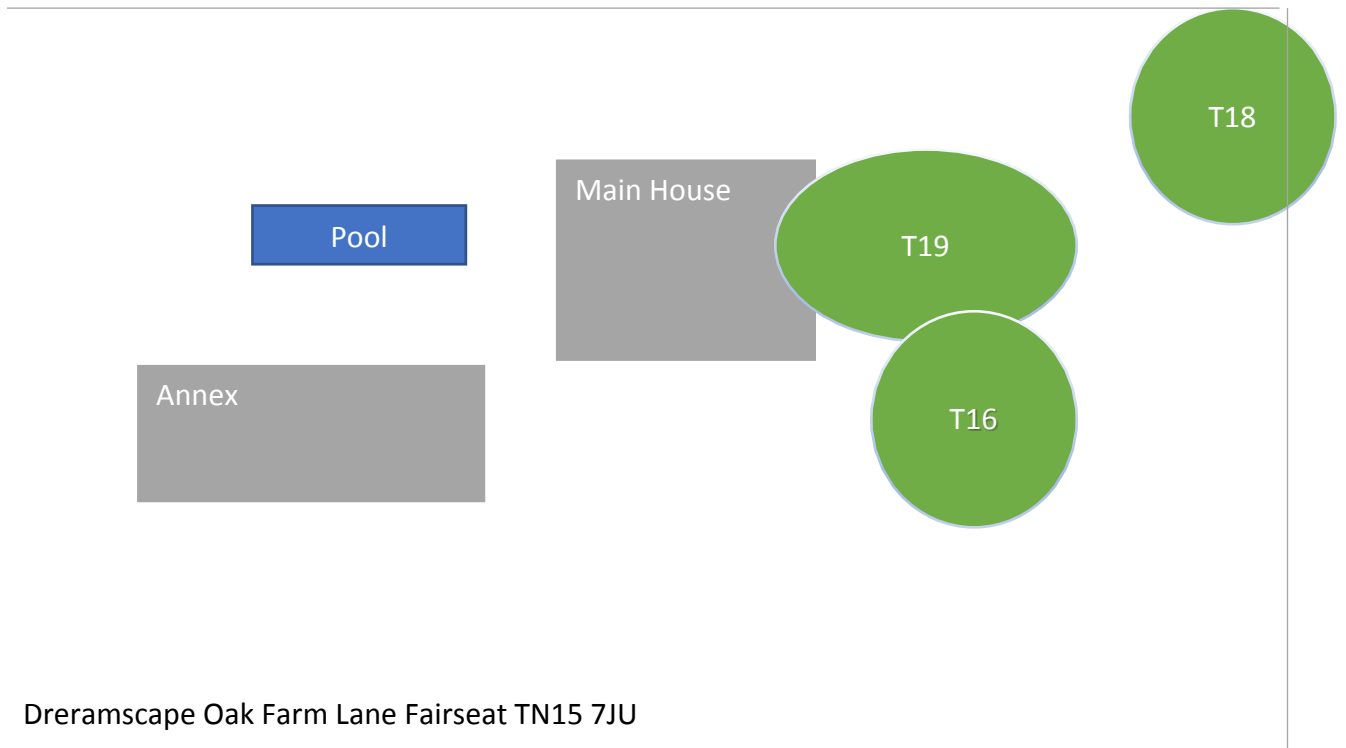 T18
Main House
Pool
T19
Annex
T16
Dreramscape Oak Farm Lane Fairseat TN15 7JU